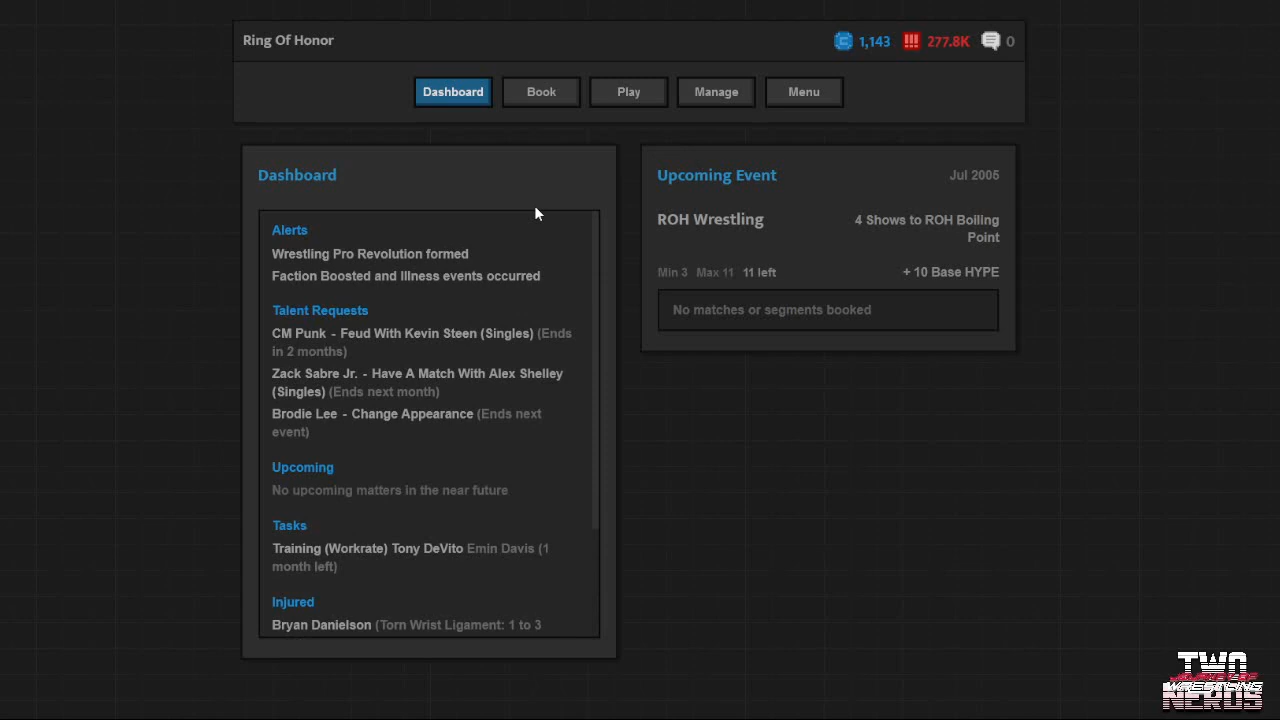 Ring Of Honor
1,143
277.8K
0
Dashboard
Book
Play
Manage
Menu
Dashboard
Alerts
Wrestling Pro Revolution formed
Faction Boosted and Illness events occurred
Talent Requests
CM Punk - Feud With Kevin Steen (Singles) (Ends
in 2 months)
Zack Sabre Jr. - Have A Match With Alex Shelley
(Singles) (Ends next month)
Brodie Lee - Change Appearance (Ends next
event)
Upcoming
No upcoming matters in the near future
Tasks
Training (Workrate) Tony DeVito Emin Davis (1
month left)
Injured
Bryan Danielson (Torn Wrist Ligament: 1 to 3
Upcoming Event
Jul 2005
ROH Wrestling
4 Shows to ROH Boiling
Point
Min 3 Max 11 11 left
+ 10 Base HYPE
No matches or segments booked
TWO
WRESTLING
NERDS